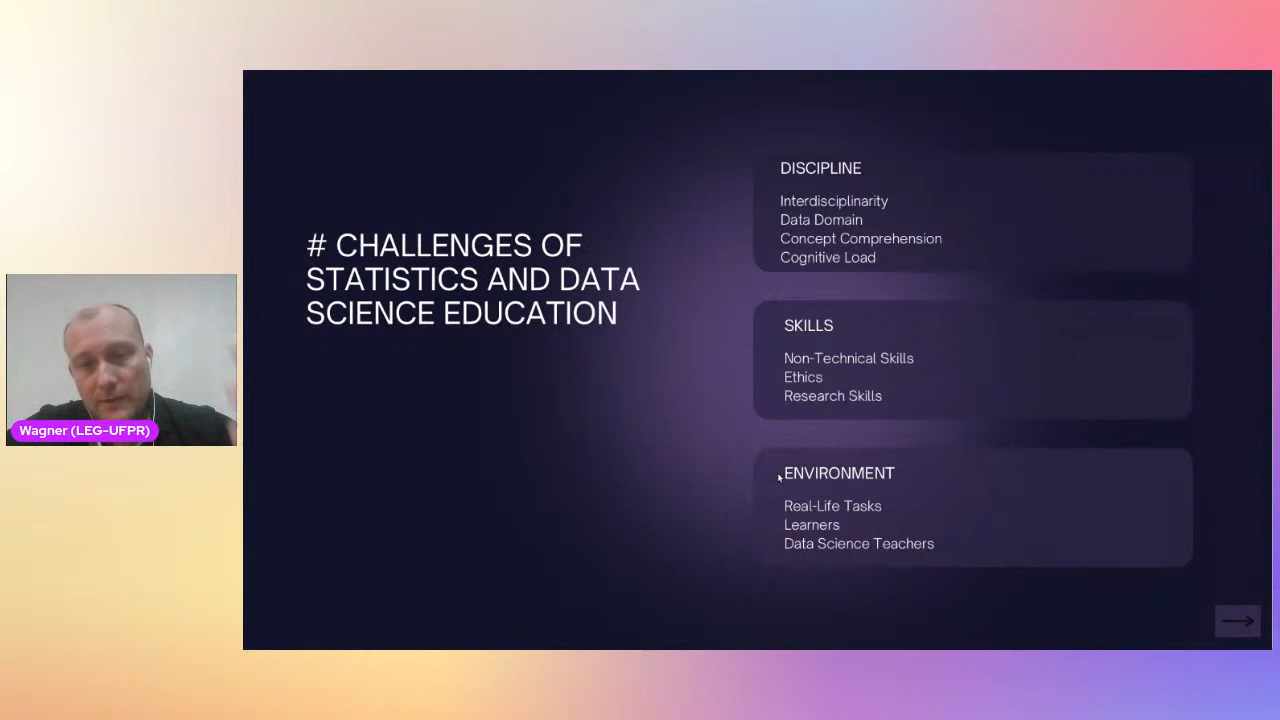 # CHALLENGES OF
STATISTICS AND DATA
SCIENCE EDUCATION
DISCIPLINE
Interdisciplinarity
Data Domain
Concept Comprehension
Cognitive Load
SKILLS
Non-Technical Skills
Ethics
Research Skills
ENVIRONMENT
Real-Life Tasks
Learners
Data Science Teachers
Wagner (LEG-UFPR)